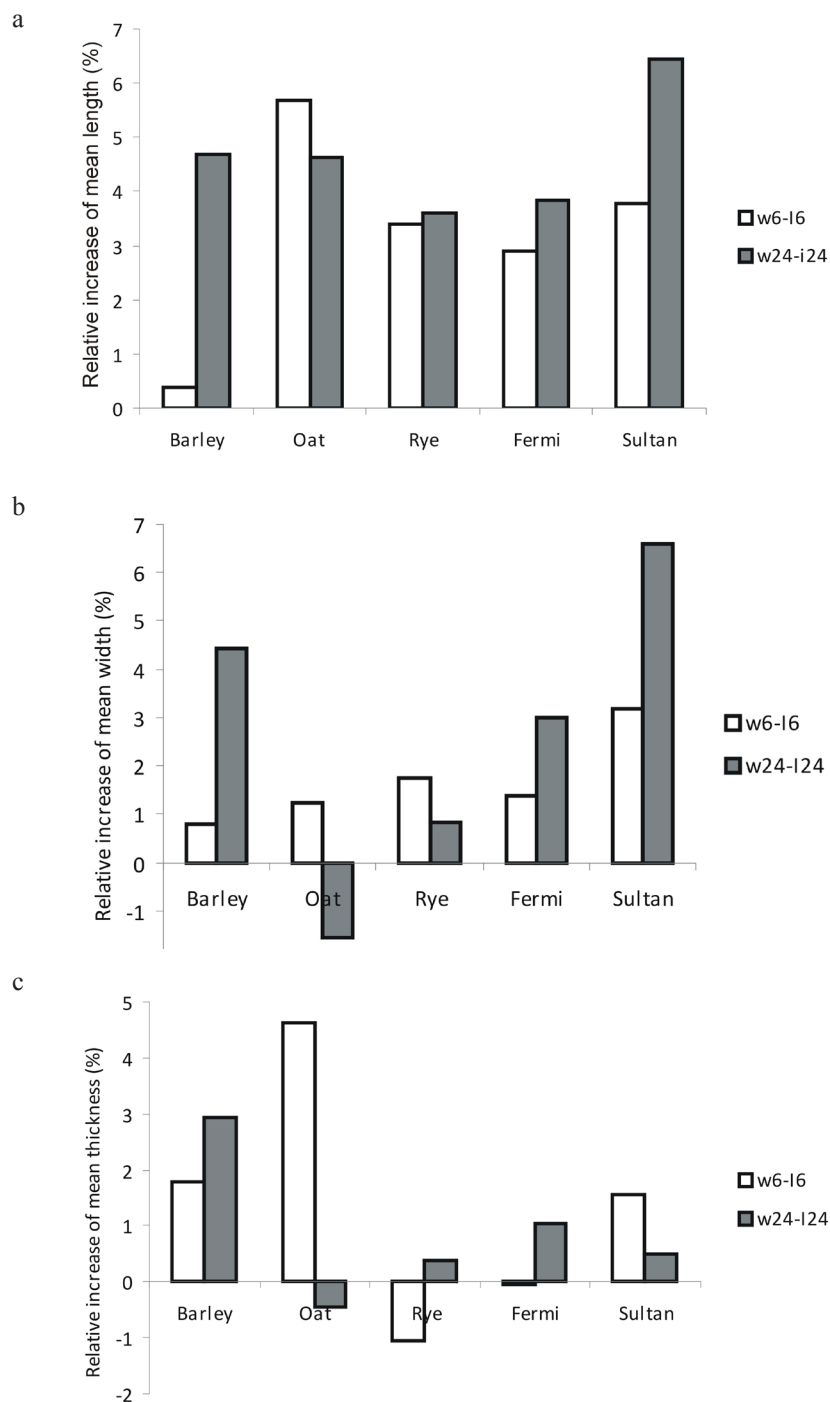 a
Relative increase of mean length (%)
7
6
5
4
3
2
1
0
Barley Oat Rye Fermi Sultan
w6-I6
w24-i24
b
Relative increase of mean width (%)
7
6
5
4
3
2
1
0
-1
Barley Oat Rye Fermi Sultan
w6-I6
w24-I24
c
Relative increase of mean thickness (%)
5
4
3
2
1
0
-1
-2
Barley Oat Rye Fermi Sultan
w6-I6
w24-I24